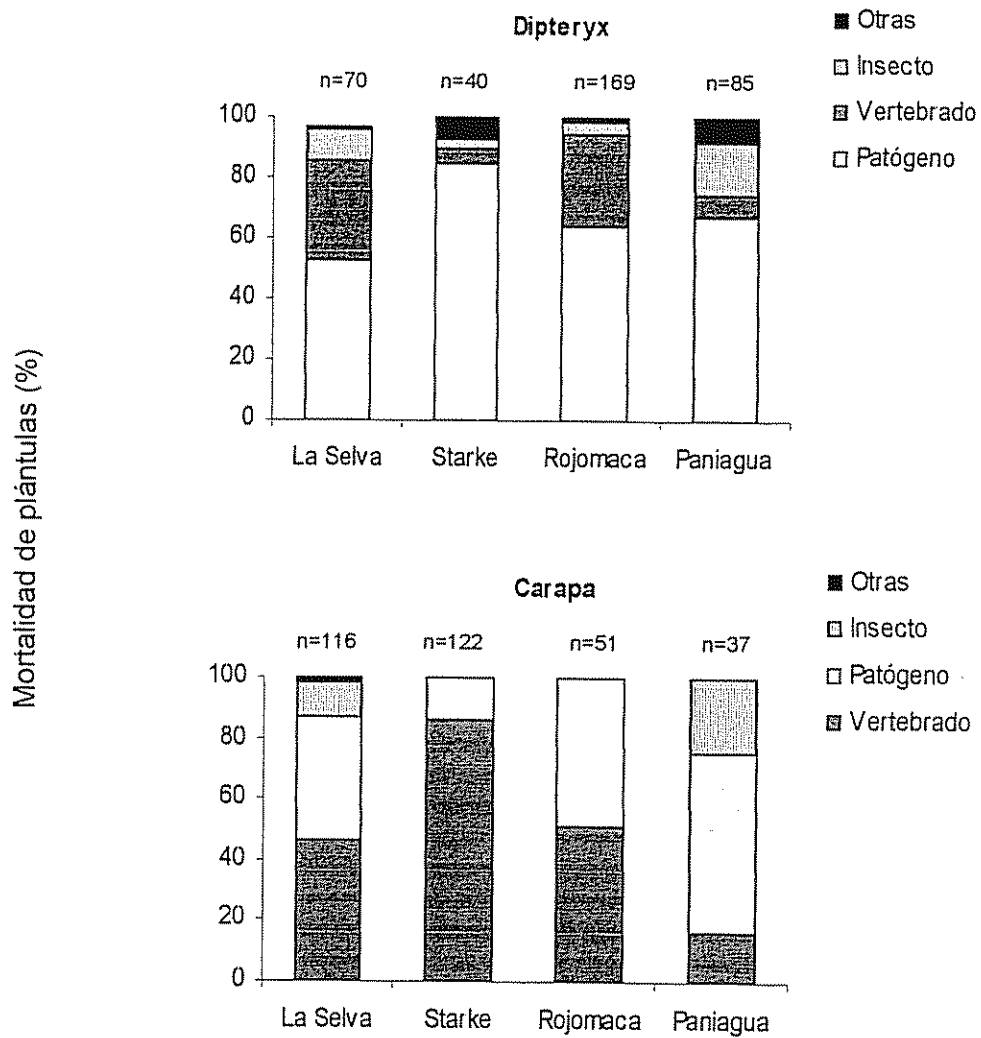 Dipteryx
n=70 n=40 n=169 n=85
Otras
Insecto
Vertebrado
Patógeno
100
80
60
40
20
0
La Selva Starke Rojomaca Paniagua
Mortalidad de plántulas (%)
Carapa
n=116 n=122 n=51 n=37
Otras
Insecto
Patógeno
Vertebrado
100
80
60
40
20
0
La Selva Starke Rojomaca Paniagua